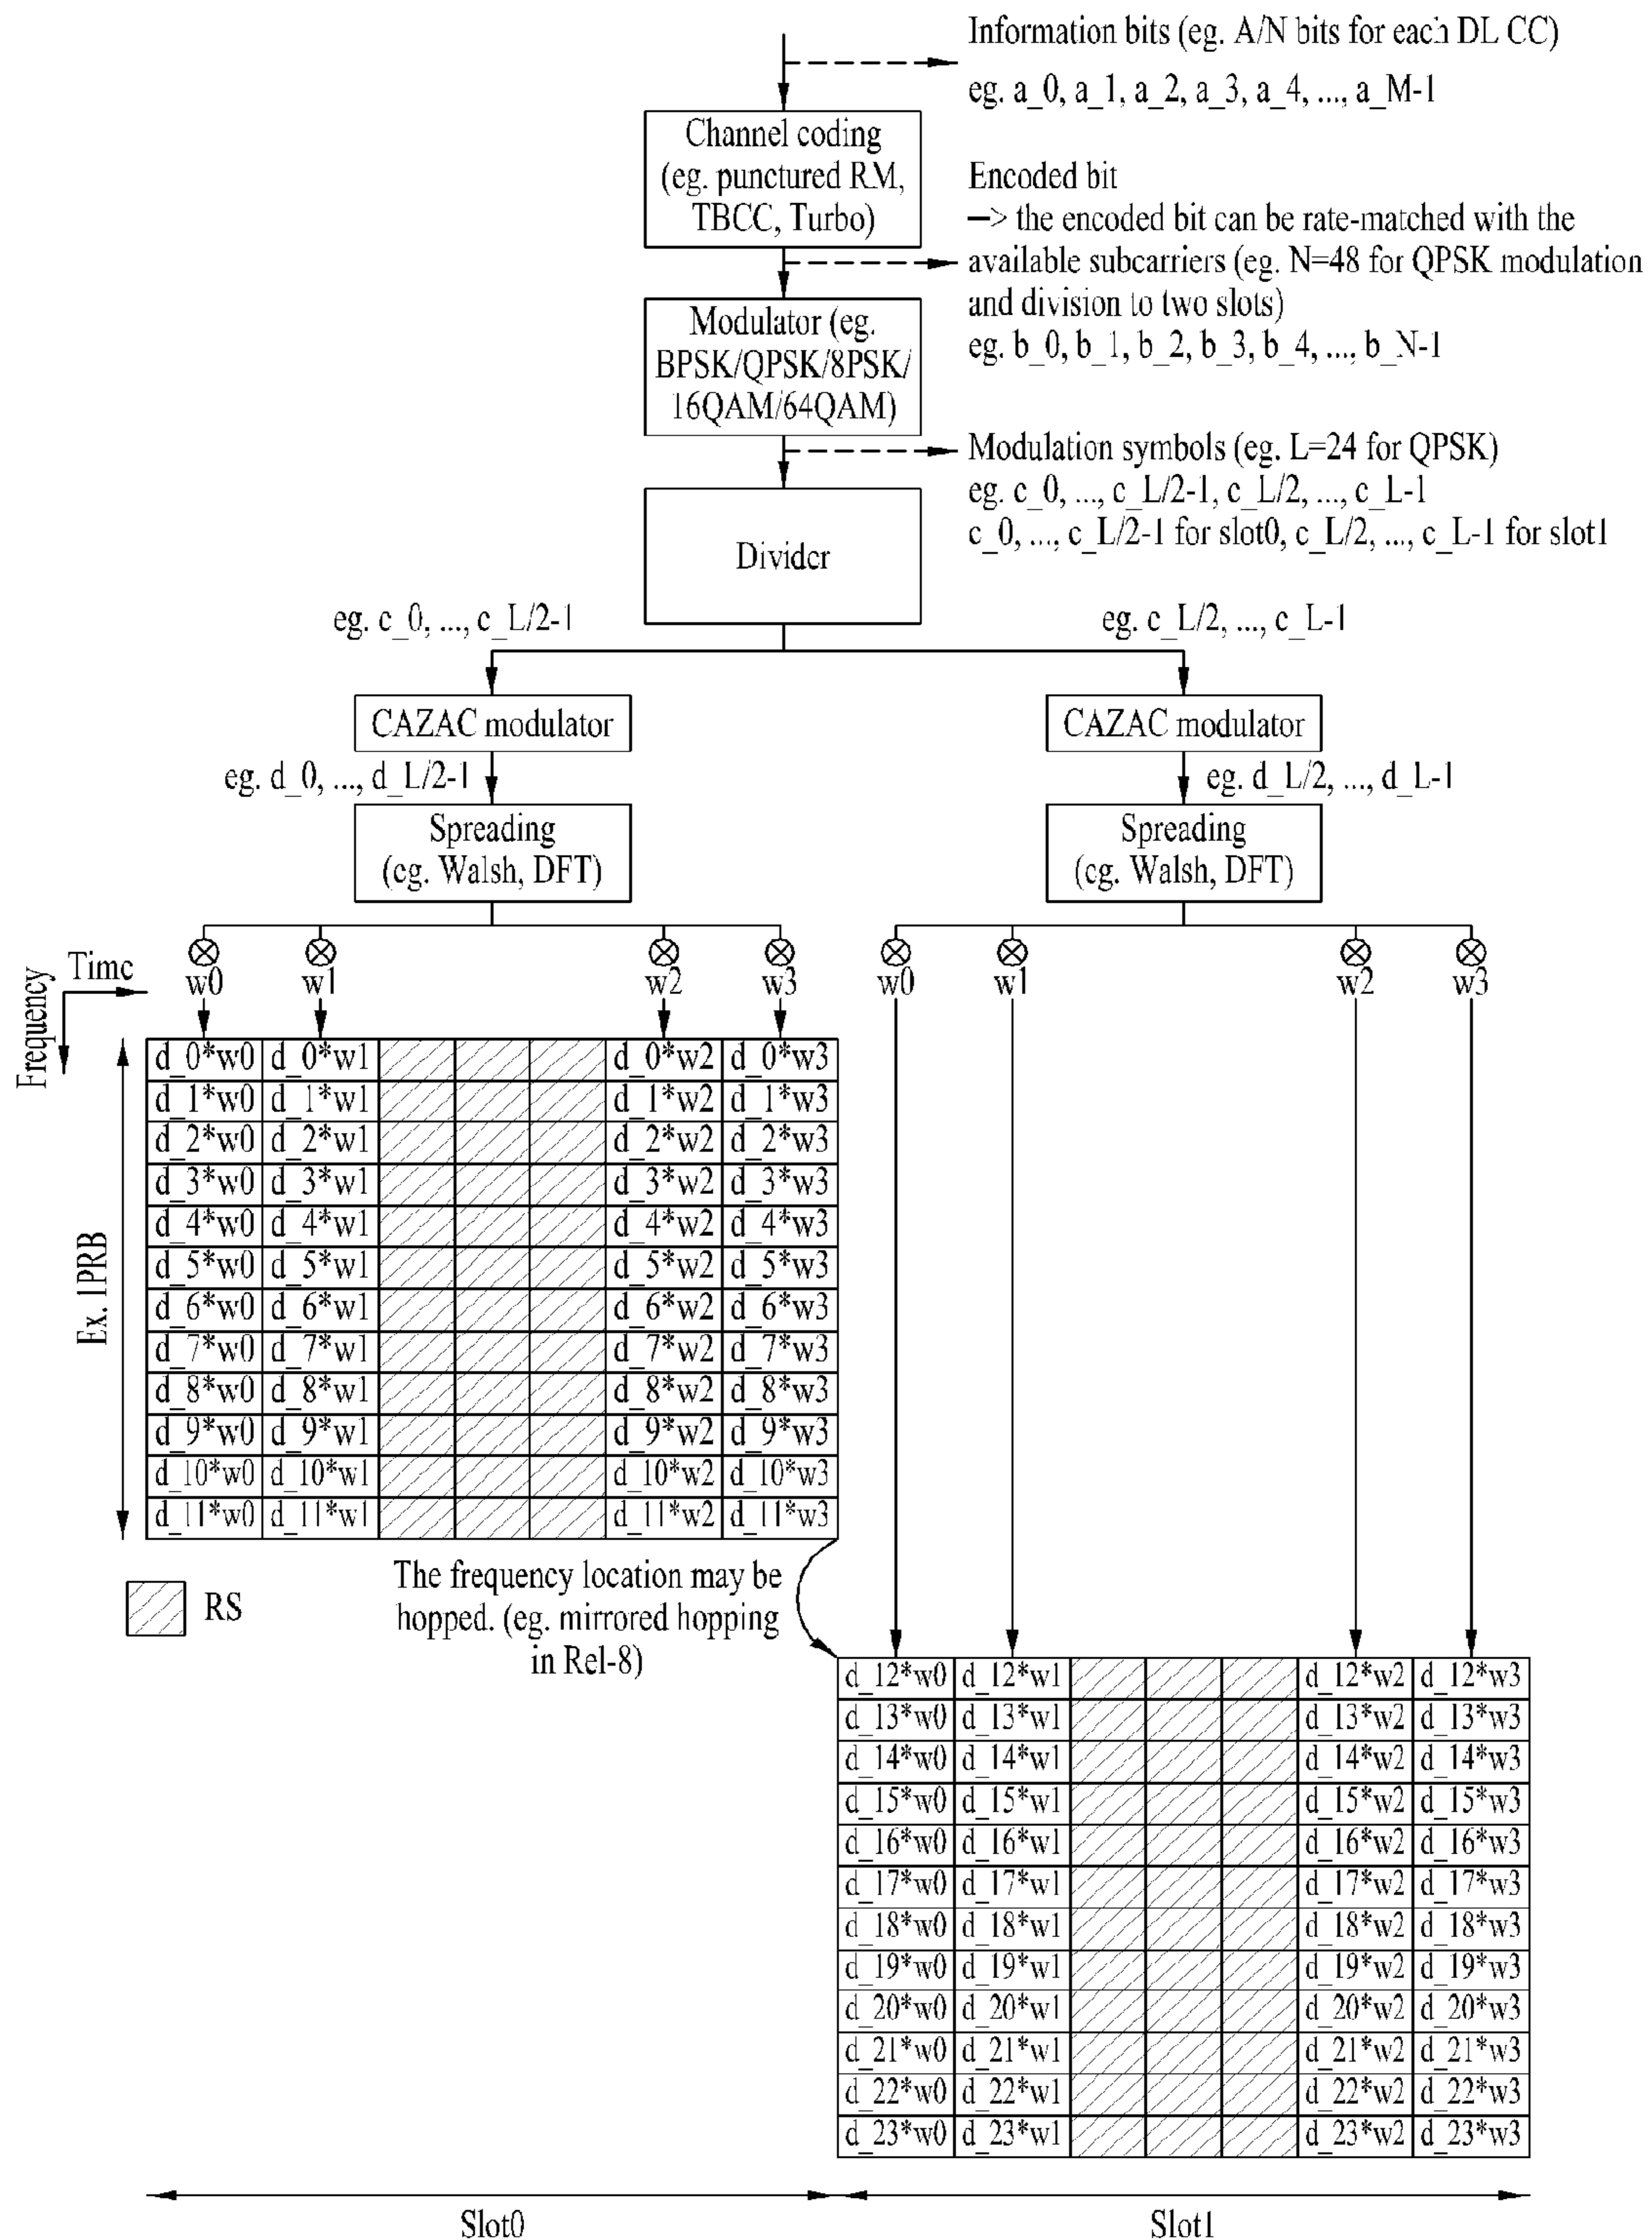 Information bits (eg. A/N bits for each DL CC)
eg. a_0, a_1, a_2, a_3, a_4, ..., a_M-1
Channel coding
(eg. punctured RM,
TBCC, Turbo)
Encoded bit
–> the encoded bit can be rate-matched with the
available subcarriers (eg. N=48 for QPSK modulation
and division to two slots)
eg. b_0, b_1, b_2, b_3, b_4, ..., b_N-1
Modulator (eg.
BPSK/QPSK/8PSK/
16QAM/64QAM)
Modulation symbols (eg. L=24 for QPSK)
eg. c_0, ..., c_L/2-1, c_L/2, ..., c_L-1
c_0, ..., c_L/2-1 for slot0, c_L/2, ..., c_L-1 for slot1
Divider
eg. c_0, ..., c_L/2-1
eg. c_L/2, ..., c_L-1
CAZAC modulator
CAZAC modulator
eg. d_0, ..., d_L/2-1
eg. d_L/2, ..., d_L-1
Spreading
(eg. Walsh, DFT)
Spreading
(eg. Walsh, DFT)
Time
Frequency
w0 w1 w2 w3
w0 w1 w2 w3
Ex. 1PRB
d_0*w0 d_0*w1 d_0*w2 d_0*w3
d_1*w0 d_1*w1 d_1*w2 d_1*w3
d_2*w0 d_2*w1 d_2*w2 d_2*w3
d_3*w0 d_3*w1 d_3*w2 d_3*w3
d_4*w0 d_4*w1 d_4*w2 d_4*w3
d_5*w0 d_5*w1 d_5*w2 d_5*w3
d_6*w0 d_6*w1 d_6*w2 d_6*w3
d_7*w0 d_7*w1 d_7*w2 d_7*w3
d_8*w0 d_8*w1 d_8*w2 d_8*w3
d_9*w0 d_9*w1 d_9*w2 d_9*w3
d_10*w0 d_10*w1 d_10*w2 d_10*w3
d_11*w0 d_11*w1 d_11*w2 d_11*w3
RS
The frequency location may be
hopped. (eg. mirrored hopping
in Rel-8)
d_12*w0 d_12*w1 d_12*w2 d_12*w3
d_13*w0 d_13*w1 d_13*w2 d_13*w3
d_14*w0 d_14*w1 d_14*w2 d_14*w3
d_15*w0 d_15*w1 d_15*w2 d_15*w3
d_16*w0 d_16*w1 d_16*w2 d_16*w3
d_17*w0 d_17*w1 d_17*w2 d_17*w3
d_18*w0 d_18*w1 d_18*w2 d_18*w3
d_19*w0 d_19*w1 d_19*w2 d_19*w3
d_20*w0 d_20*w1 d_20*w2 d_20*w3
d_21*w0 d_21*w1 d_21*w2 d_21*w3
d_22*w0 d_22*w1 d_22*w2 d_22*w3
d_23*w0 d_23*w1 d_23*w2 d_23*w3
Slot0
Slot1